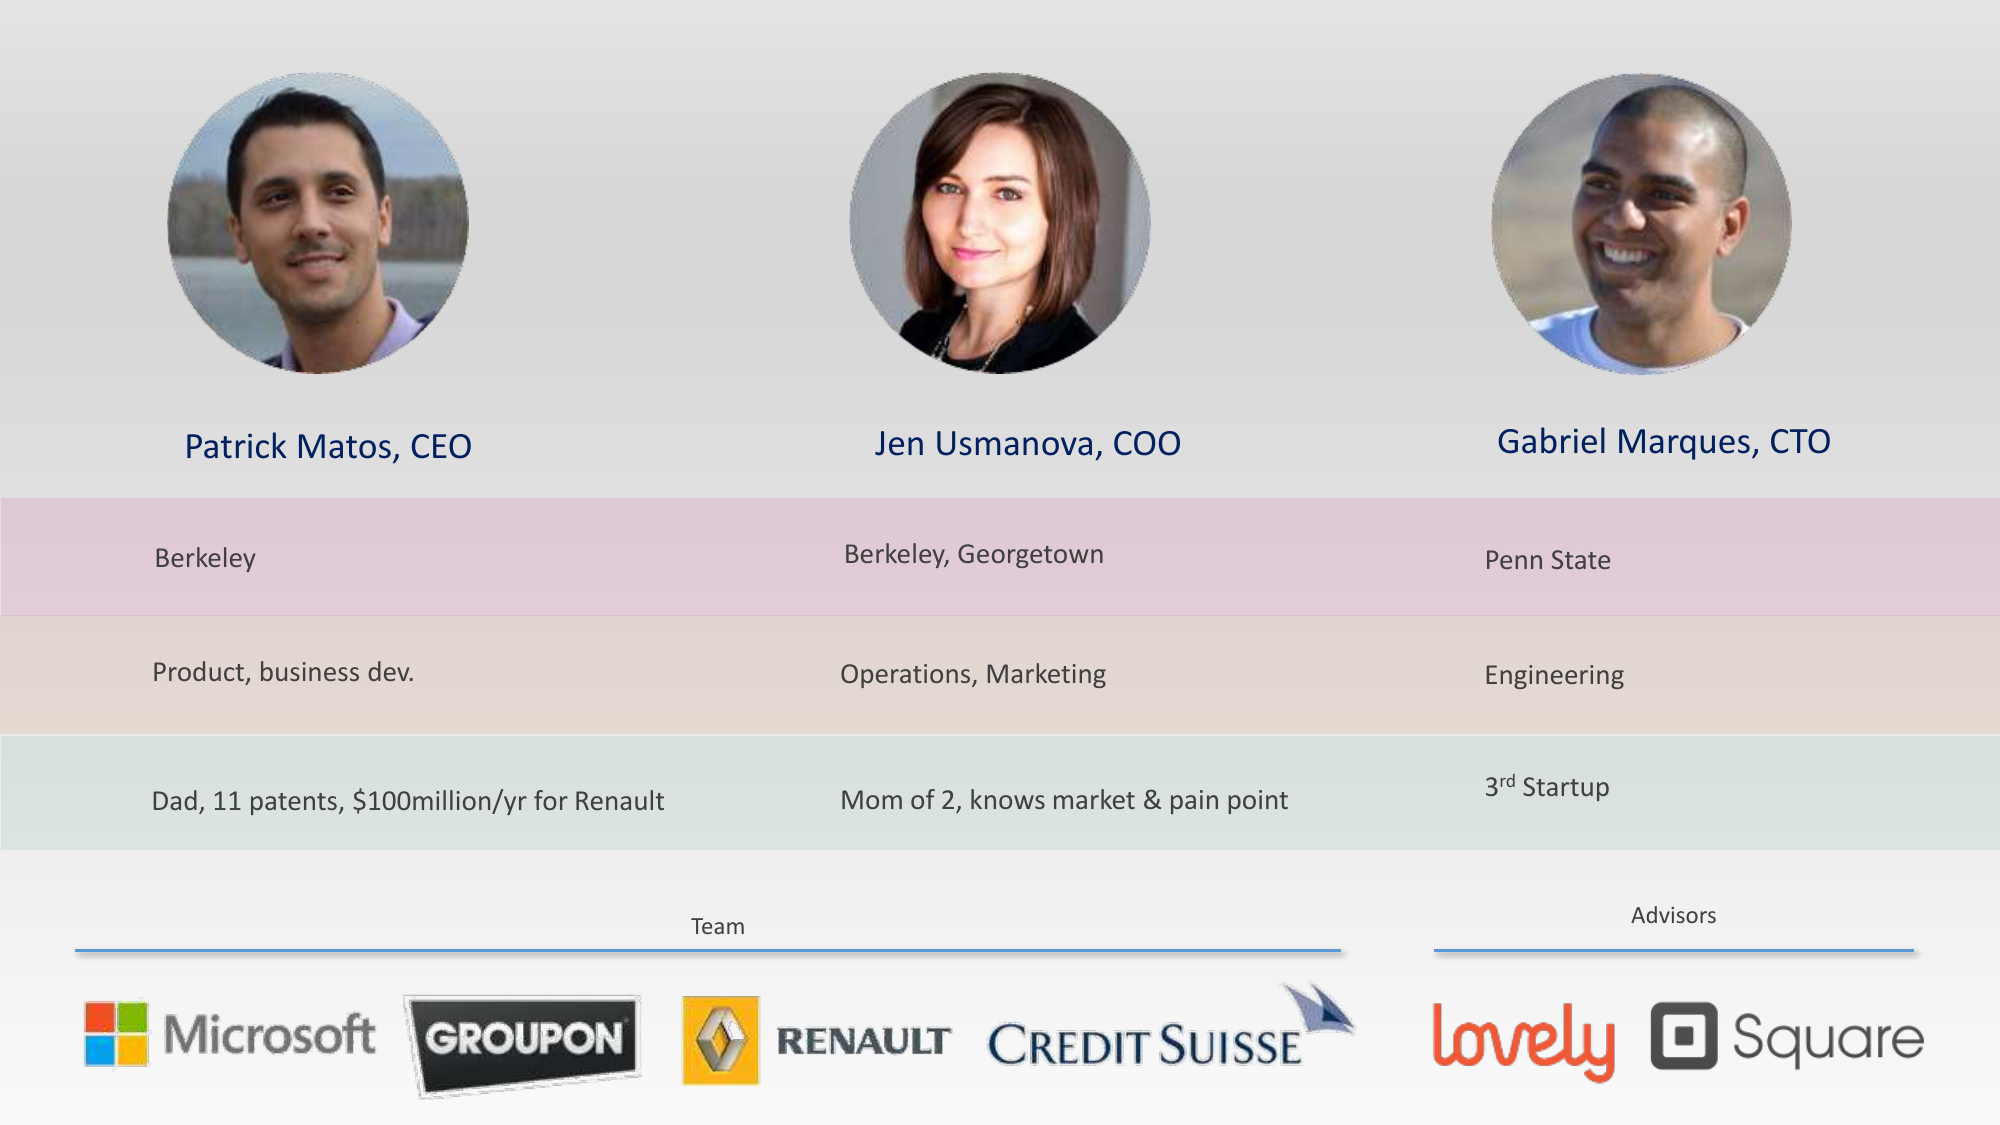 Patrick Matos, CEO
Jen Usmanova, COO
Gabriel Marques, CTO
Berkeley
Berkeley, Georgetown
Penn State
Product, business dev.
Operations, Marketing
Engineering
Dad, 11 patents, $100million/yr for Renault
Mom of 2, knows market & pain point
3rd Startup
Team
Advisors
Microsoft
GROUPON
RENAULT
CREDIT SUISSE
lovely
Square